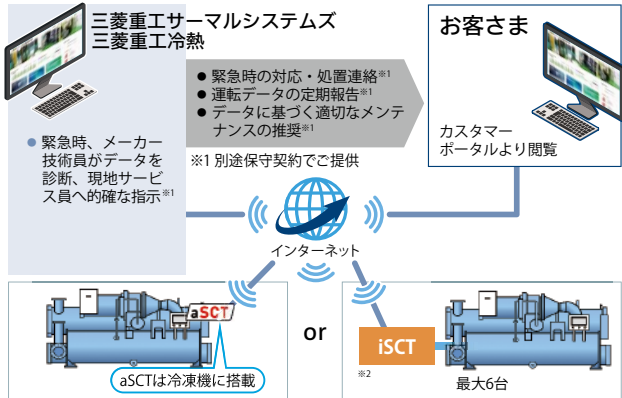 三菱重工サーマルシステムズ
三菱重工冷熱
● 緊急時、メーカー
技術員がデータを
診断、現地サービ
ス員へ的確な指示※1
● 緊急時の対応・処置連絡※1
● 運転データの定期報告※1
● データに基づく適切なメンテ
ナンスの推奨※1
※1 別途保守契約でご提供
お客さま
カスタマー
ポータルより閲覧
インターネット
aSCT
aSCTは冷凍機に搭載
or
iSCT
※2
最大6台